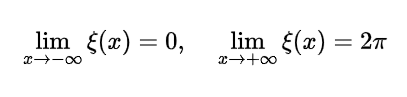 lim_{x→−∞} ξ(x) = 0,    lim_{x→+∞} ξ(x) = 2π